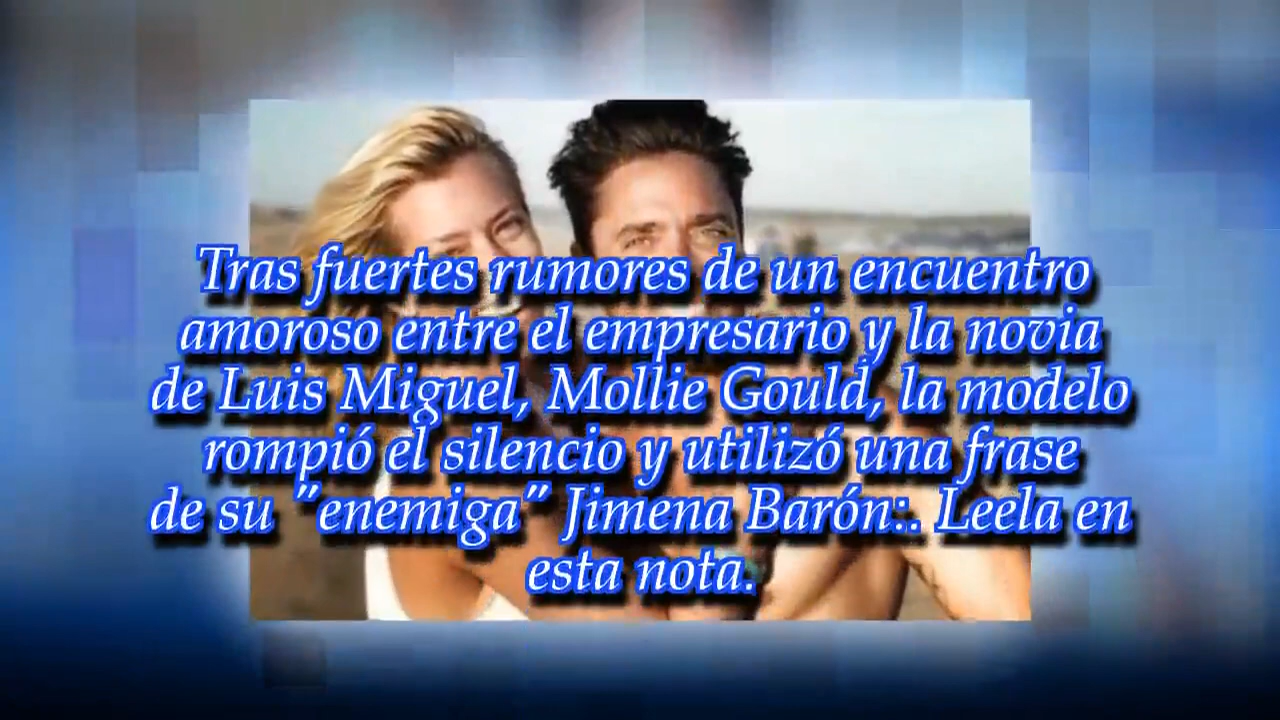 Tras fuertes rumores de un encuentro
amoroso entre el empresario y la novia
de Luis Miguel, Mollie Gould, la modelo
rompió el silencio y utilizó una frase
de su "enemiga" Jimena Barón:. Leela en
esta nota.